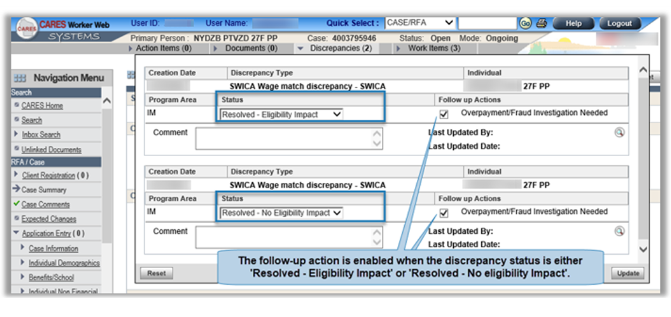 CARES CARES Worker Web User ID: User Name: Quick Select : CASE/RFA Go Help Logout
SYSTEMS
Primary Person : NYDZB PTVZD 27F PP Case: 4003795946 Status: Open Mode: Ongoing
Action Items (0) Documents (0) Discrepancies (2) Work Items (3)
Navigation Menu
Search
CARES Home
Search
Inbox Search
Unlinked Documents
RFA / Case
Client Registration ( 0 )
Case Summary
Case Comments
Expected Changes
Application Entry ( 0 )
Case Information
Individual Demographics
Benefits/School
Individual Non Financial
Creation Date Discrepancy Type Individual
SWICA Wage match discrepancy - SWICA 27F PP
Program Area Status Follow up Actions
IM Resolved - Eligibility Impact Overpayment/Fraud Investigation Needed
Comment Last Updated By:
Last Updated Date:
Creation Date Discrepancy Type Individual
SWICA Wage match discrepancy - SWICA 27F PP
Program Area Status Follow up Actions
IM Resolved - No Eligibility Impact Overpayment/Fraud Investigation Needed
Comment Last Updated By:
Last Updated Date:
The follow-up action is enabled when the discrepancy status is either
'Resolved - Eligibility Impact' or 'Resolved - No eligibility Impact'.
Reset Update